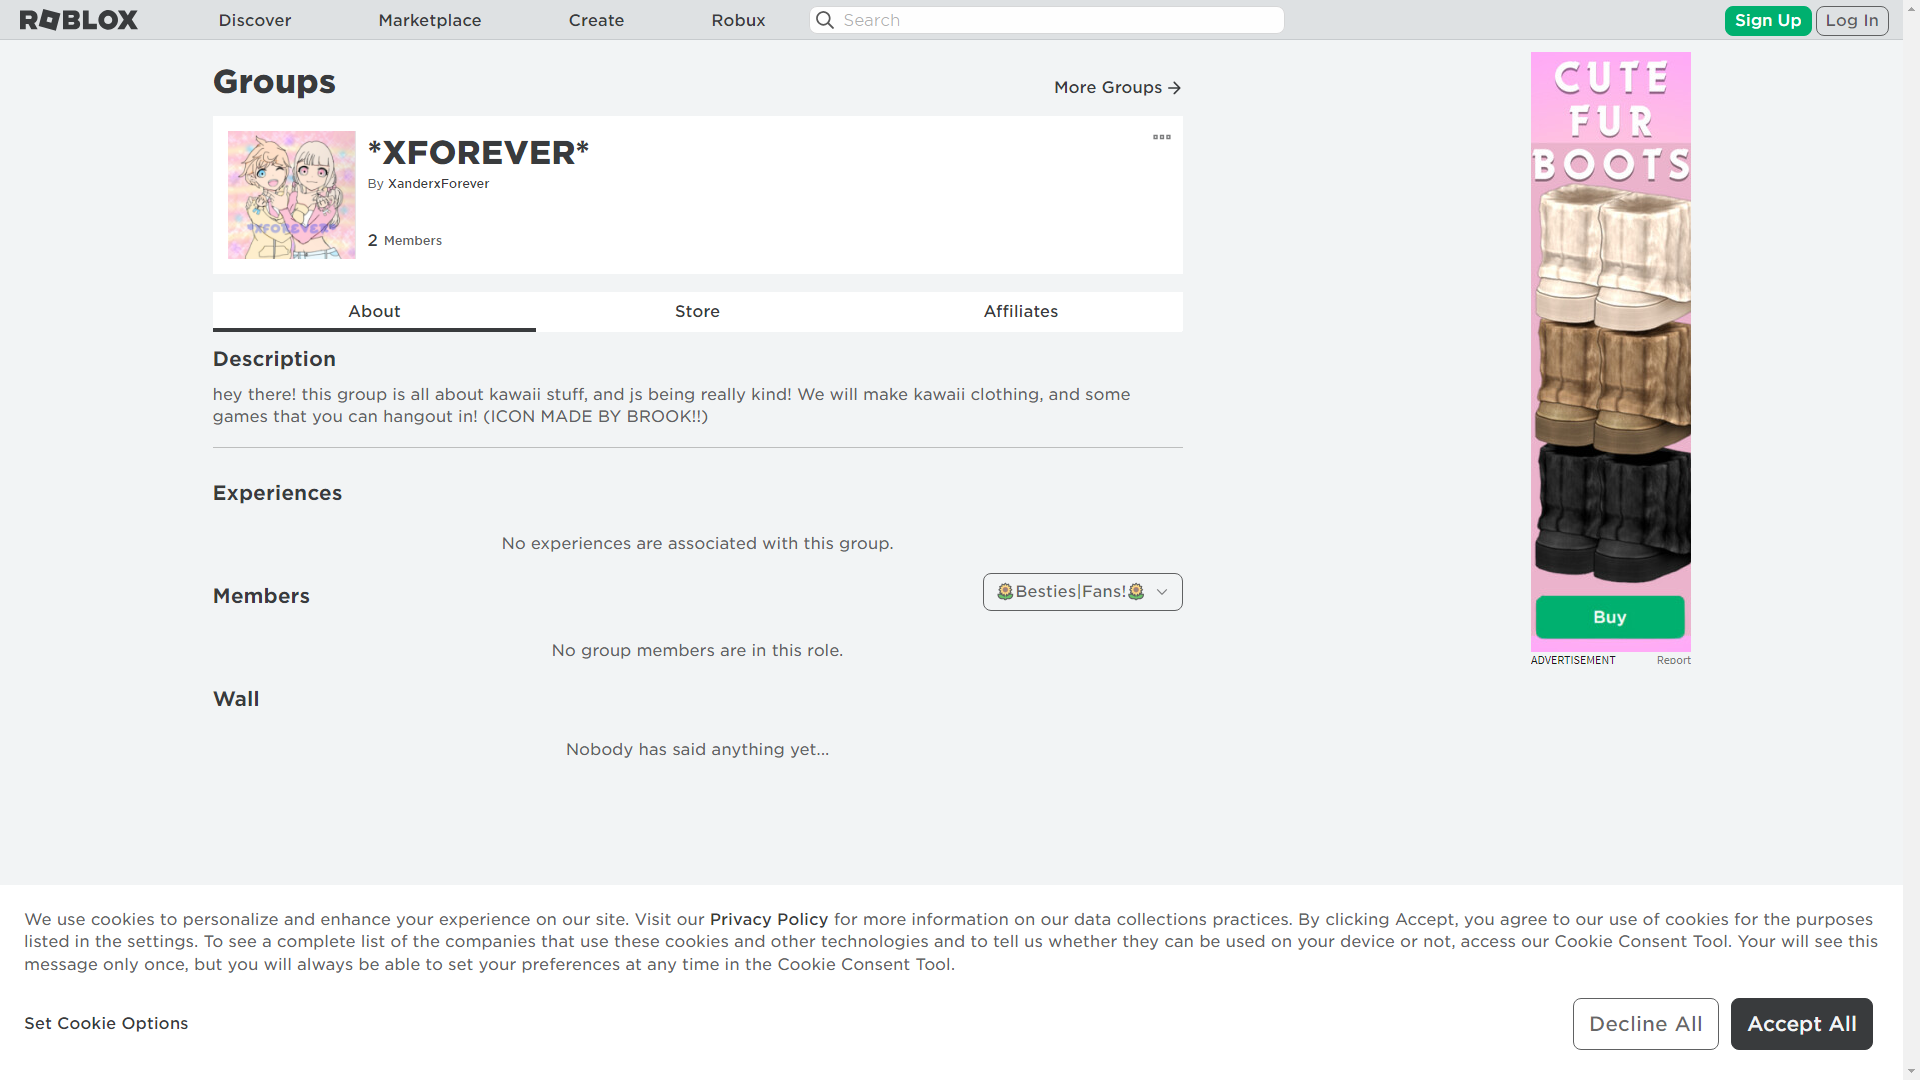 ROBLOX
Discover
Marketplace
Create
Robux
Search
Sign Up
Log In
Groups
More Groups
*XFOREVER*
*XFOREVER*
By XanderxForever
2 Members
About
Store
Affiliates
Description
hey there! this group is all about kawaii stuff, and js being really kind! We will make kawaii clothing, and some
games that you can hangout in! (ICON MADE BY BROOK!!)
Experiences
No experiences are associated with this group.
Members
🌻Besties|Fans!🌻
No group members are in this role.
Wall
Nobody has said anything yet...
CUTE
FUR
BOOTS
Buy
ADVERTISEMENT
Report
We use cookies to personalize and enhance your experience on our site. Visit our Privacy Policy for more information on our data collections practices. By clicking Accept, you agree to our use of cookies for the purposes
listed in the settings. To see a complete list of the companies that use these cookies and other technologies and to tell us whether they can be used on your device or not, access our Cookie Consent Tool. Your will see this
message only once, but you will always be able to set your preferences at any time in the Cookie Consent Tool.
Set Cookie Options
Decline All
Accept All